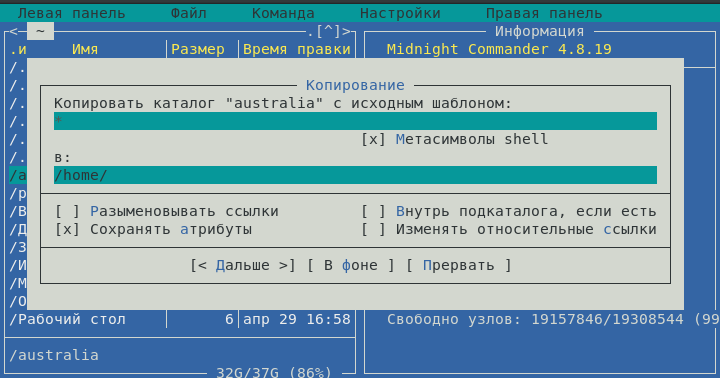 Левая панель Файл Команда Настройки Правая панель
< ~ .[^]> Информация
.и Имя Размер Время правки Midnight Commander 4.8.19
/.
Копирование
/.
Копировать каталог "australia" с исходным шаблоном:
/.
*
/.
[x] Метасимволы shell
/.
в:
/.
/home/
/а
/р
[ ] Разыменовывать ссылки [ ] Внутрь подкаталога, если есть
/В
[x] Сохранять атрибуты [ ] Изменять относительные ссылки
/Д
/З
[< Дальше >] [ В фоне ] [ Прервать ]
/И
/М
/О
/Рабочий стол 6 апр 29 16:58 Свободно узлов: 19157846/19308544 (99
/australia
32G/37G (86%)